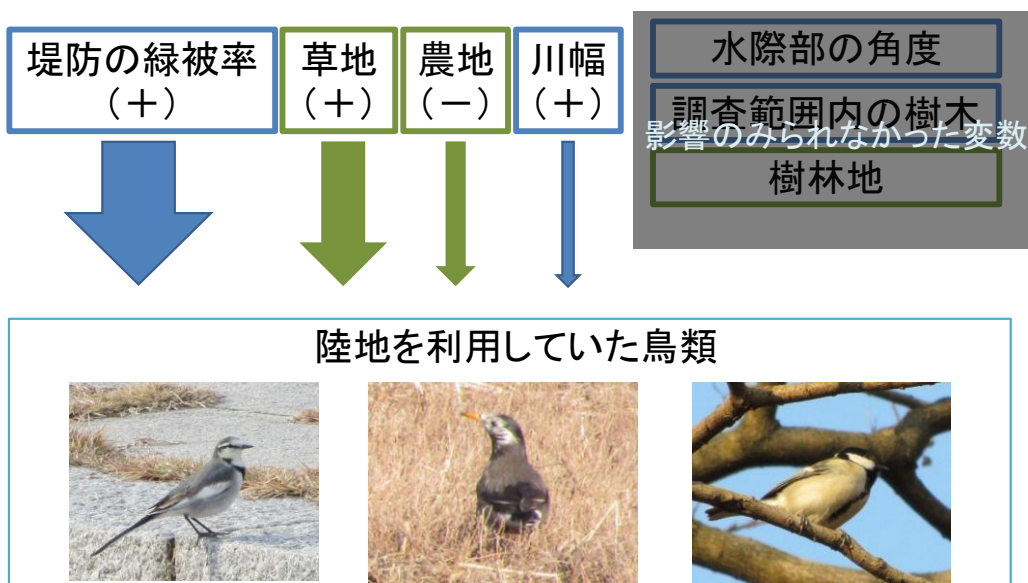 堤防の緑被率
(＋)
草地
(＋)
農地
(－)
川幅
(＋)
水際部の角度
調査範囲内の樹木
影響のみられなかった変数
樹林地
陸地を利用していた鳥類